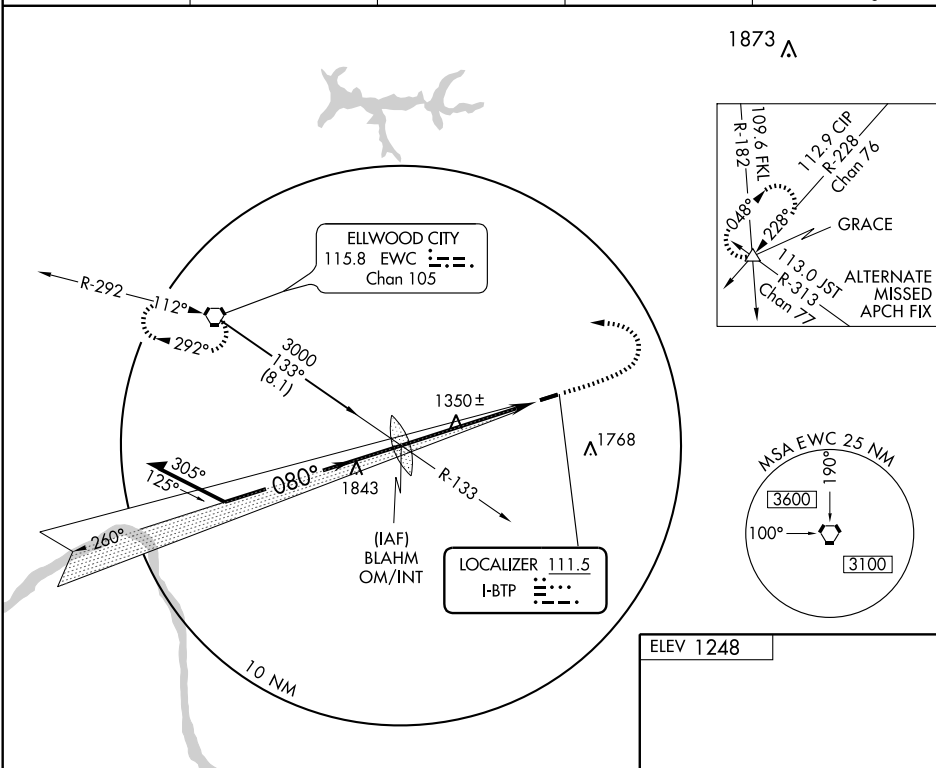 1873
109.6 FKL
R-182
112.9 CIP
R-228
Chan 76
048°
228°
GRACE
113.0 JST
R-313
Chan 77
ALTERNATE
MISSED
APCH FIX
ELLWOOD CITY
115.8 EWC
Chan 105
R-292
112°
292°
3000
133°
(8.1)
1350 ±
1768
305°
125°
080°
1843
R-133
260°
(IAF)
BLAHM
OM/INT
LOCALIZER 111.5
I-BTP
10 NM
MSA EWC 25 NM
190°
3600
100°
3100
ELEV 1248